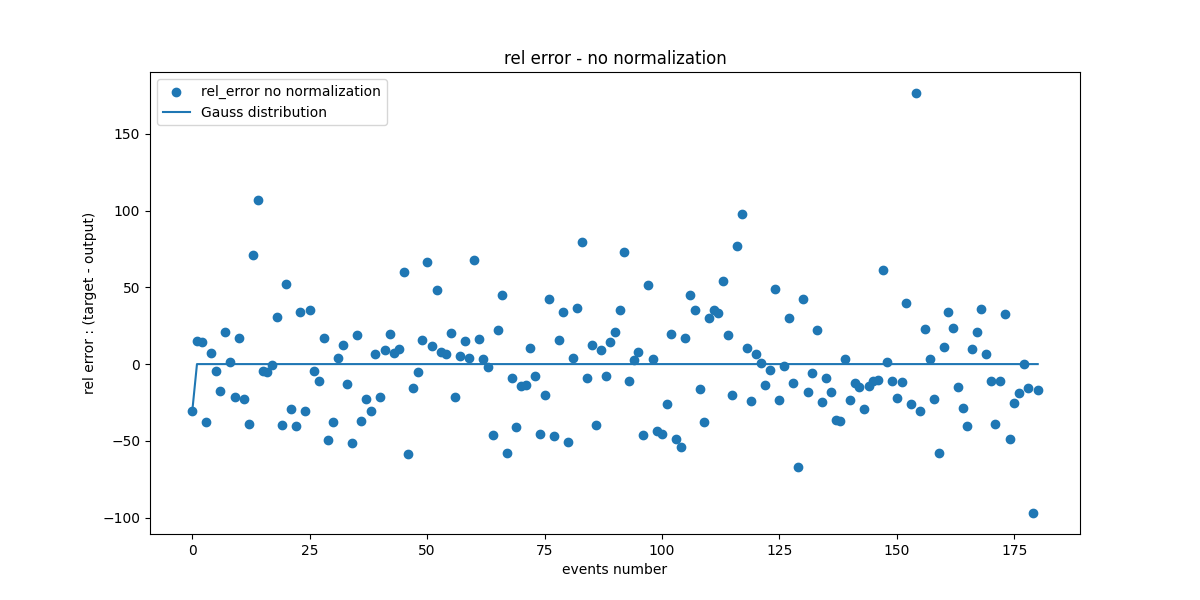 rel error - no normalization
rel_error no normalization
Gauss distribution
rel error : (target - output)
150
100
50
0
−50
−100
0
25
50
75
100
125
150
175
events number